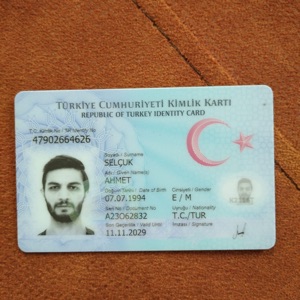 TÜRKİYE CUMHURİYETİ KİMLİK KARTI
REPUBLIC OF TURKEY IDENTITY CARD
T.C. Kimlik No / TR Identity No
47902664626
Soyadı / Surname
SELÇUK
Adı / Given Name(s)
AHMET
Doğum Tarihi / Date of Birth
07.07.1994
Cinsiyeti / Gender
E / M
Seri No / Document No
A23O62832
Uyruğu / Nationality
T.C./TUR
Son Geçerlilik / Valid Until
11.11.2029
İmzası / Signature